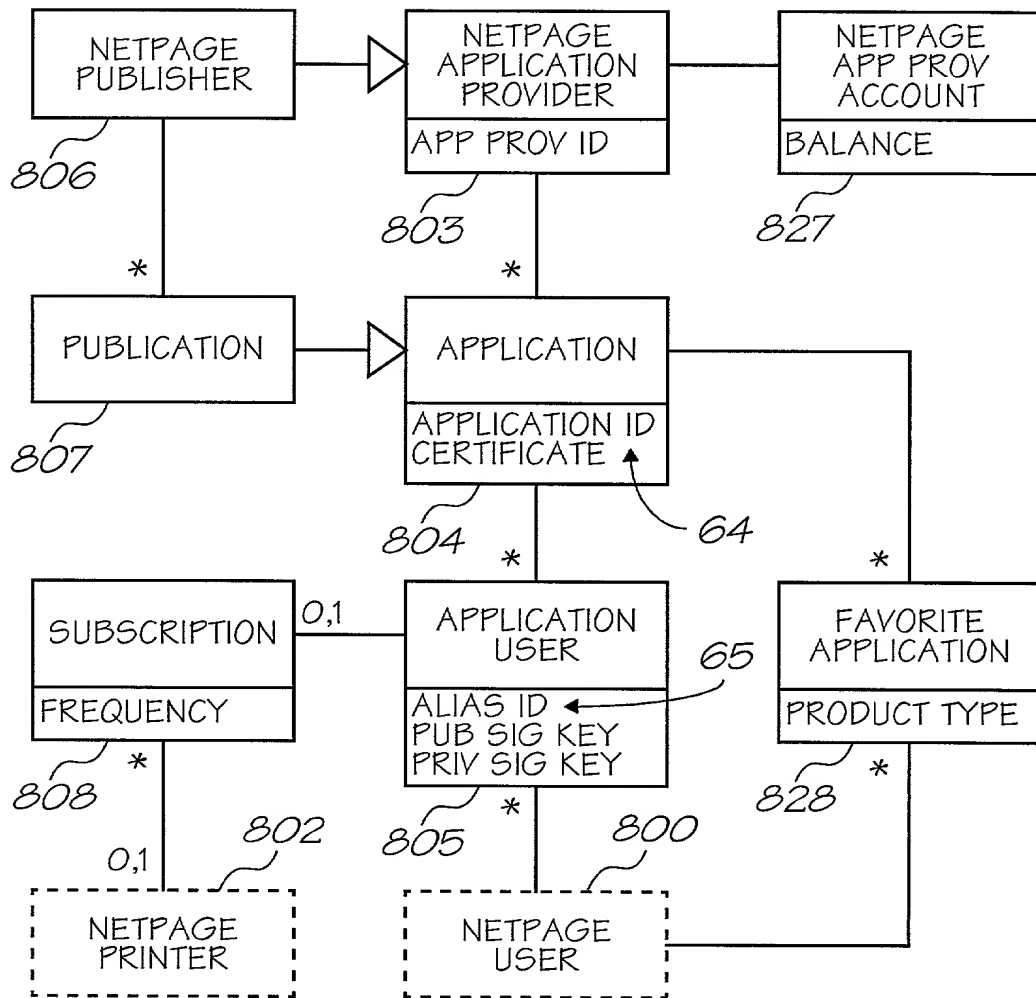 NETPAGE
PUBLISHER
806
NETPAGE
APPLICATION
PROVIDER
APP PROV ID
803
NETPAGE
APP PROV
ACCOUNT
BALANCE
827
*
*
PUBLICATION
807
APPLICATION
APPLICATION ID
CERTIFICATE
804
64
*
*
SUBSCRIPTION
FREQUENCY
808
0,1
APPLICATION
USER
ALIAS ID
PUB SIG KEY
PRIV SIG KEY
805
65
FAVORITE
APPLICATION
PRODUCT TYPE
828
*
*
*
0,1
802
800
NETPAGE
PRINTER
NETPAGE
USER